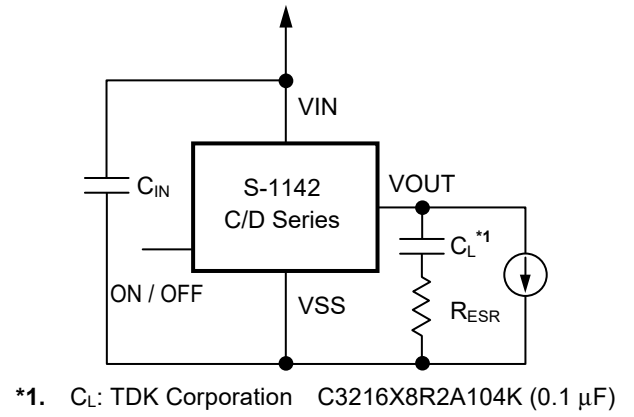 VIN
S-1142
C/D Series
VOUT
CIN
CL*1
ON / OFF
VSS
RESR
*1. CL: TDK Corporation C3216X8R2A104K (0.1 μF)